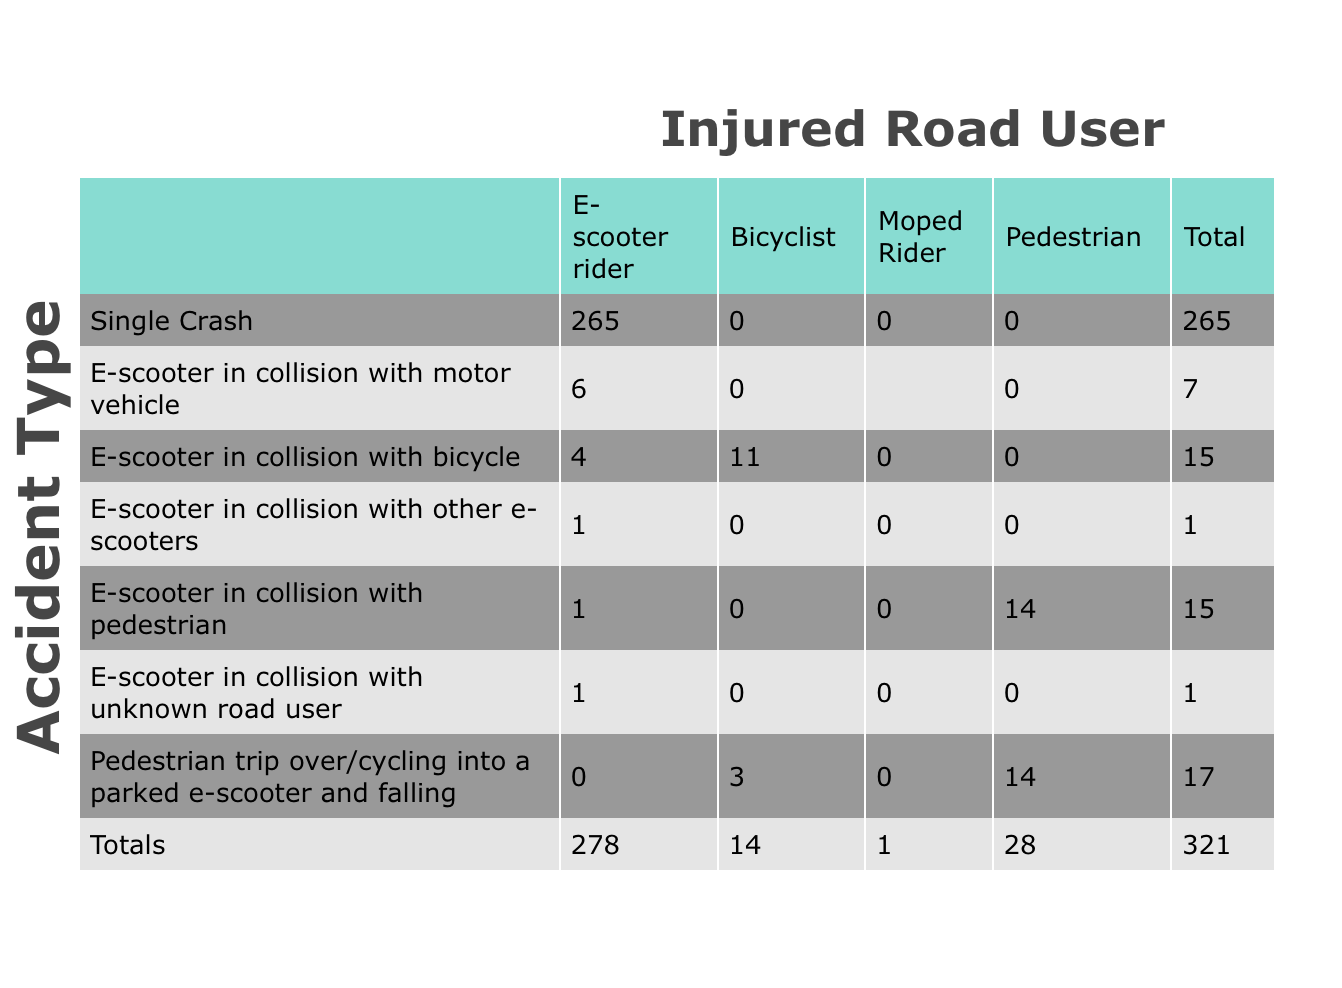 Injured Road User
Accident Type
E-
scooter
rider
Bicyclist
Moped
Rider
Pedestrian
Total
Single Crash
265
0
0
0
265
E-scooter in collision with motor
vehicle
6
0
0
7
E-scooter in collision with bicycle
4
11
0
0
15
E-scooter in collision with other e-
scooters
1
0
0
0
1
E-scooter in collision with
pedestrian
1
0
0
14
15
E-scooter in collision with
unknown road user
1
0
0
0
1
Pedestrian trip over/cycling into a
parked e-scooter and falling
0
3
0
14
17
Totals
278
14
1
28
321